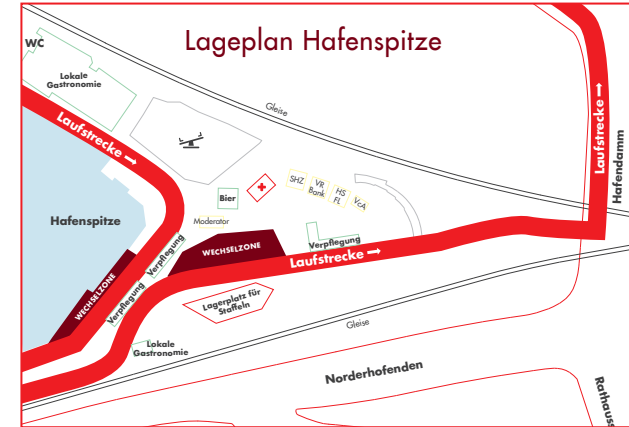 Lageplan Hafenspitze
WC
Lokale
Gastronomie
Gleise
Laufstrecke →
Laufstrecke →
Hafendamm
SHZ
VR
Bank
HS
FL
VcA
Bier
Moderator
Hafenspitze
Verpflegung
WECHSELZONE
Verpflegung
Laufstrecke →
WECHSELZONE
Verpflegung
Lagerplatz für
Staffeln
Gleise
Lokale
Gastronomie
Norderhofenden
Rathauss